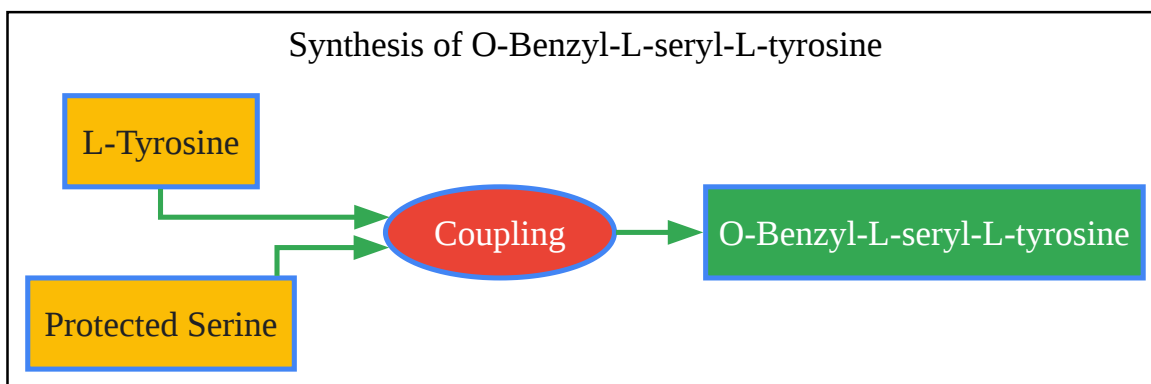 Synthesis of O-Benzyl-L-seryl-L-tyrosine
L-Tyrosine
Coupling
O-Benzyl-L-seryl-L-tyrosine
Protected Serine